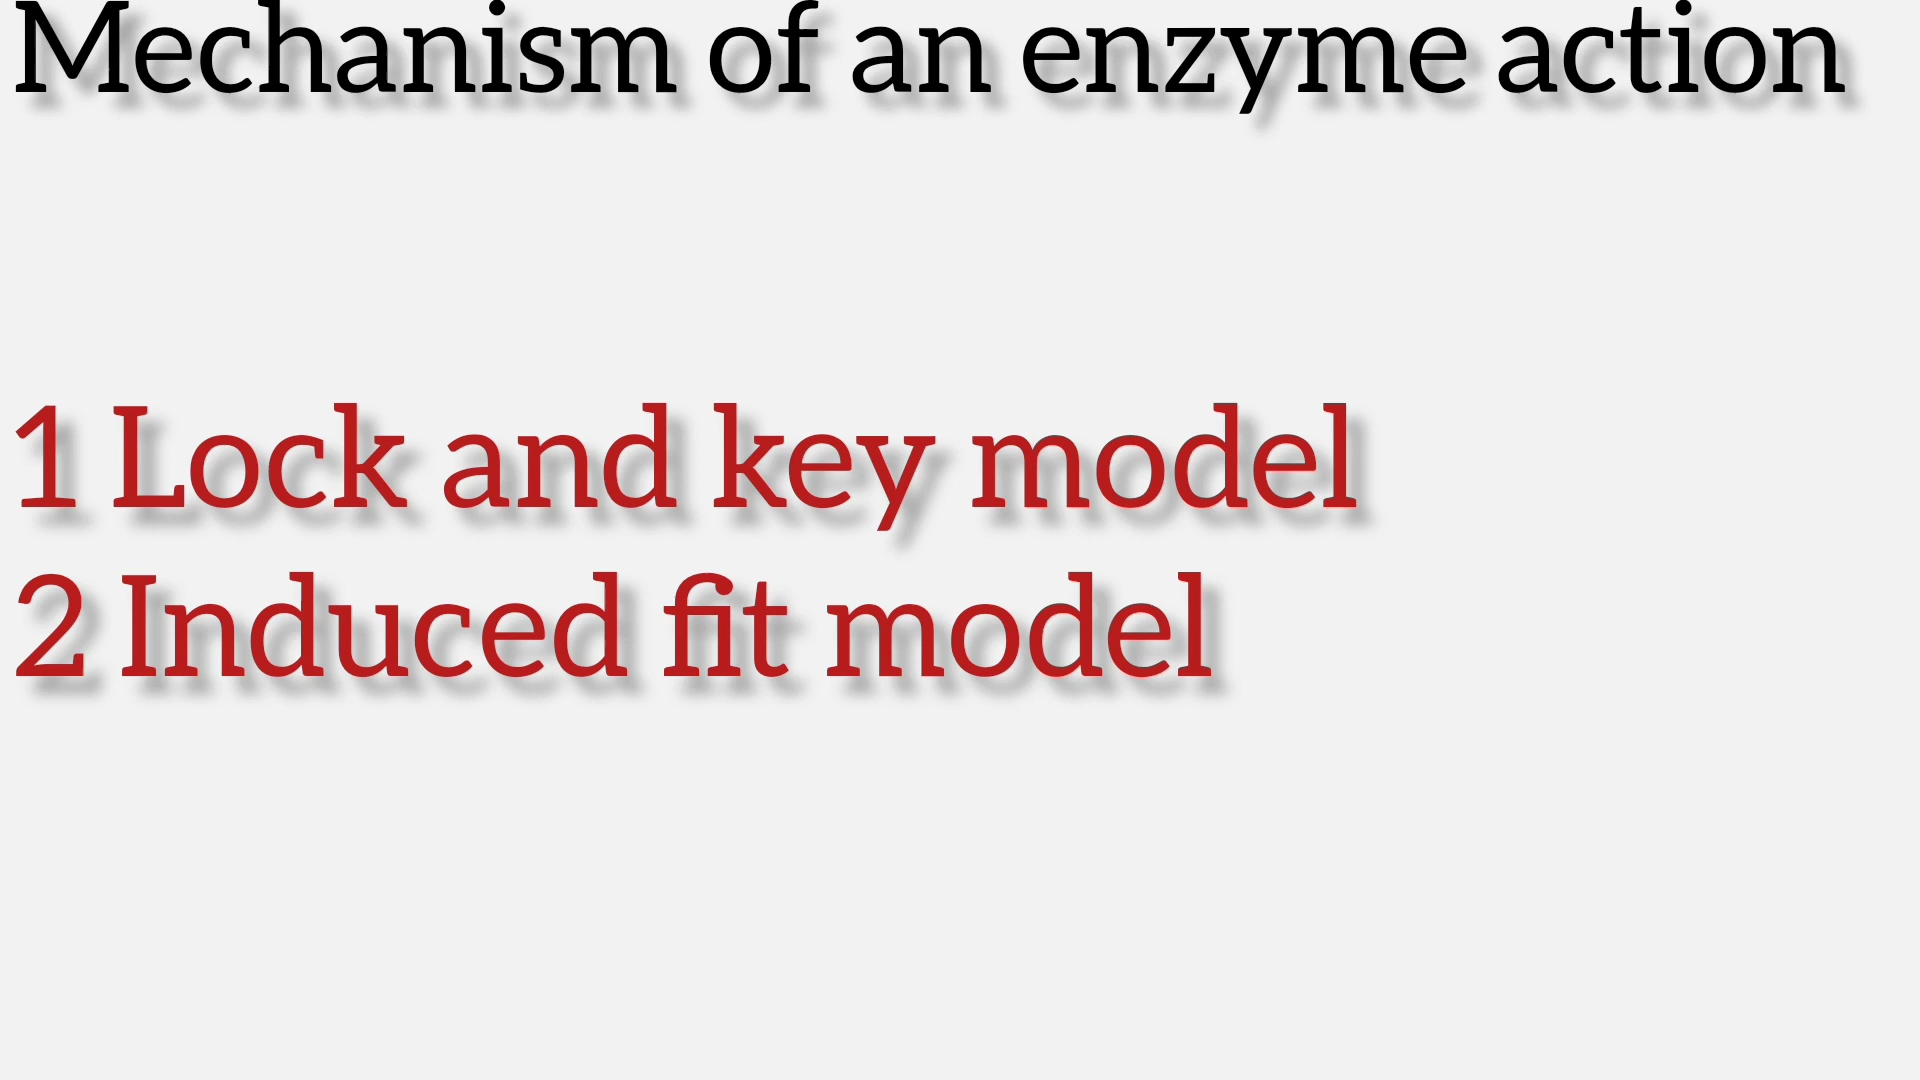 Mechanism of an enzyme action
1 Lock and key model
2 Induced fit model